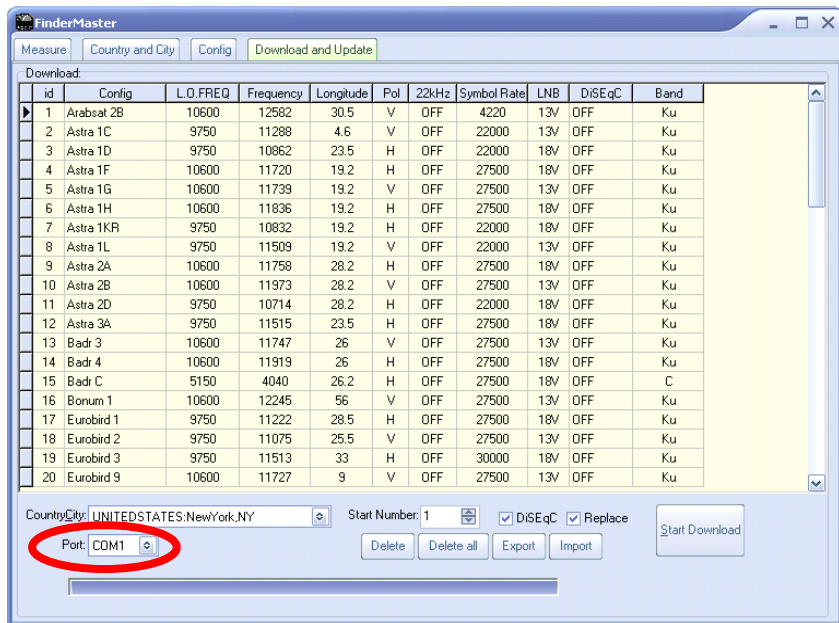 FinderMaster
Measure Country and City Config Download and Update
Download:
id Config L.O.FREQ Frequency Longitude Pol 22kHz Symbol Rate LNB DiSEqC Band
1 Arabsat 2B 10600 12582 30.5 V OFF 4220 13V OFF Ku
2 Astra 1C 9750 11288 4.6 V OFF 22000 13V OFF Ku
3 Astra 1D 9750 10862 23.5 H OFF 22000 18V OFF Ku
4 Astra 1F 10600 11720 19.2 H OFF 27500 18V OFF Ku
5 Astra 1G 10600 11739 19.2 V OFF 27500 13V OFF Ku
6 Astra 1H 10600 11836 19.2 H OFF 27500 18V OFF Ku
7 Astra 1KR 9750 10832 19.2 H OFF 22000 18V OFF Ku
8 Astra 1L 9750 11509 19.2 V OFF 22000 13V OFF Ku
9 Astra 2A 10600 11758 28.2 H OFF 27500 18V OFF Ku
10 Astra 2B 10600 11973 28.2 V OFF 27500 13V OFF Ku
11 Astra 2D 9750 10714 28.2 H OFF 22000 18V OFF Ku
12 Astra 3A 9750 11515 23.5 H OFF 27500 18V OFF Ku
13 Badr 3 10600 11747 26 V OFF 27500 13V OFF Ku
14 Badr 4 10600 11919 26 H OFF 27500 18V OFF Ku
15 Badr C 5150 4040 26.2 H OFF 27500 18V OFF C
16 Bonum 1 10600 12245 56 V OFF 27500 13V OFF Ku
17 Eurobird 1 9750 11222 28.5 H OFF 27500 18V OFF Ku
18 Eurobird 2 9750 11075 25.5 V OFF 27500 13V OFF Ku
19 Eurobird 3 9750 11513 33 H OFF 30000 18V OFF Ku
20 Eurobird 9 10600 11727 9 V OFF 27500 13V OFF Ku
CountryCity: UNITEDSTATES:NewYork,NY Start Number: 1 DiSEqC Replace Start Download
Port: COM1 Delete Delete all Export Import